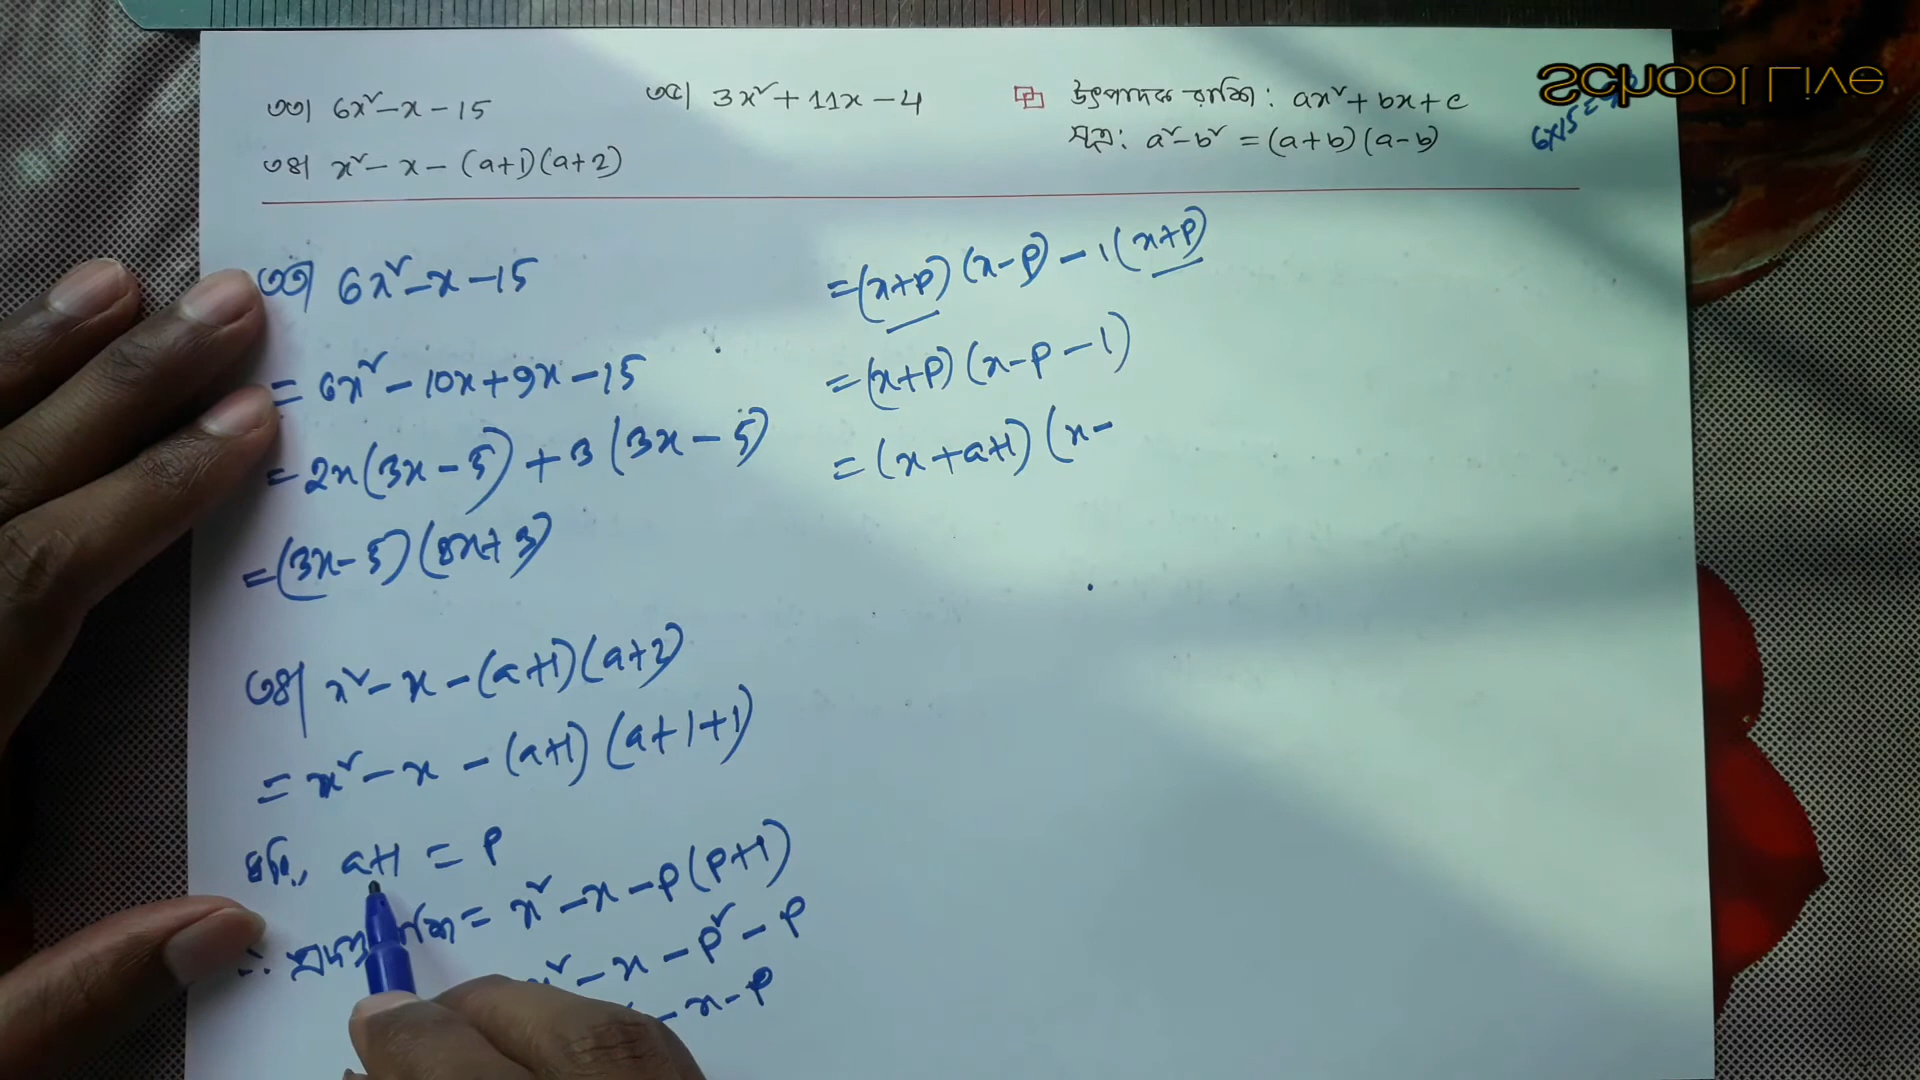 ৩৩| 6x² - x - 15
৩৪| x² - x - (a+1)(a+2)
৩৫| 3x² + 11x - 4
উৎপাদক রাশি : ax² + bx + c
সূত্র : a² - b² = (a+b)(a-b)
6×15=
School Live
৩৩| 6x² - x - 15
= 6x² - 10x + 9x - 15
= 2x(3x - 5) + 3(3x - 5)
= (3x - 5)(2x + 3)
৩৪| x² - x - (a+1)(a+2)
= x² - x - (a+1)(a+1+1)
ধরি, a+1 = p
∴ প্রদত্ত রাশি = x² - x - p(p+1)
x² - x - p² - p
- x - p
= (x+p)(x-p) - 1(x+p)
= (x+p)(x-p-1)
= (x+a+1)(x-